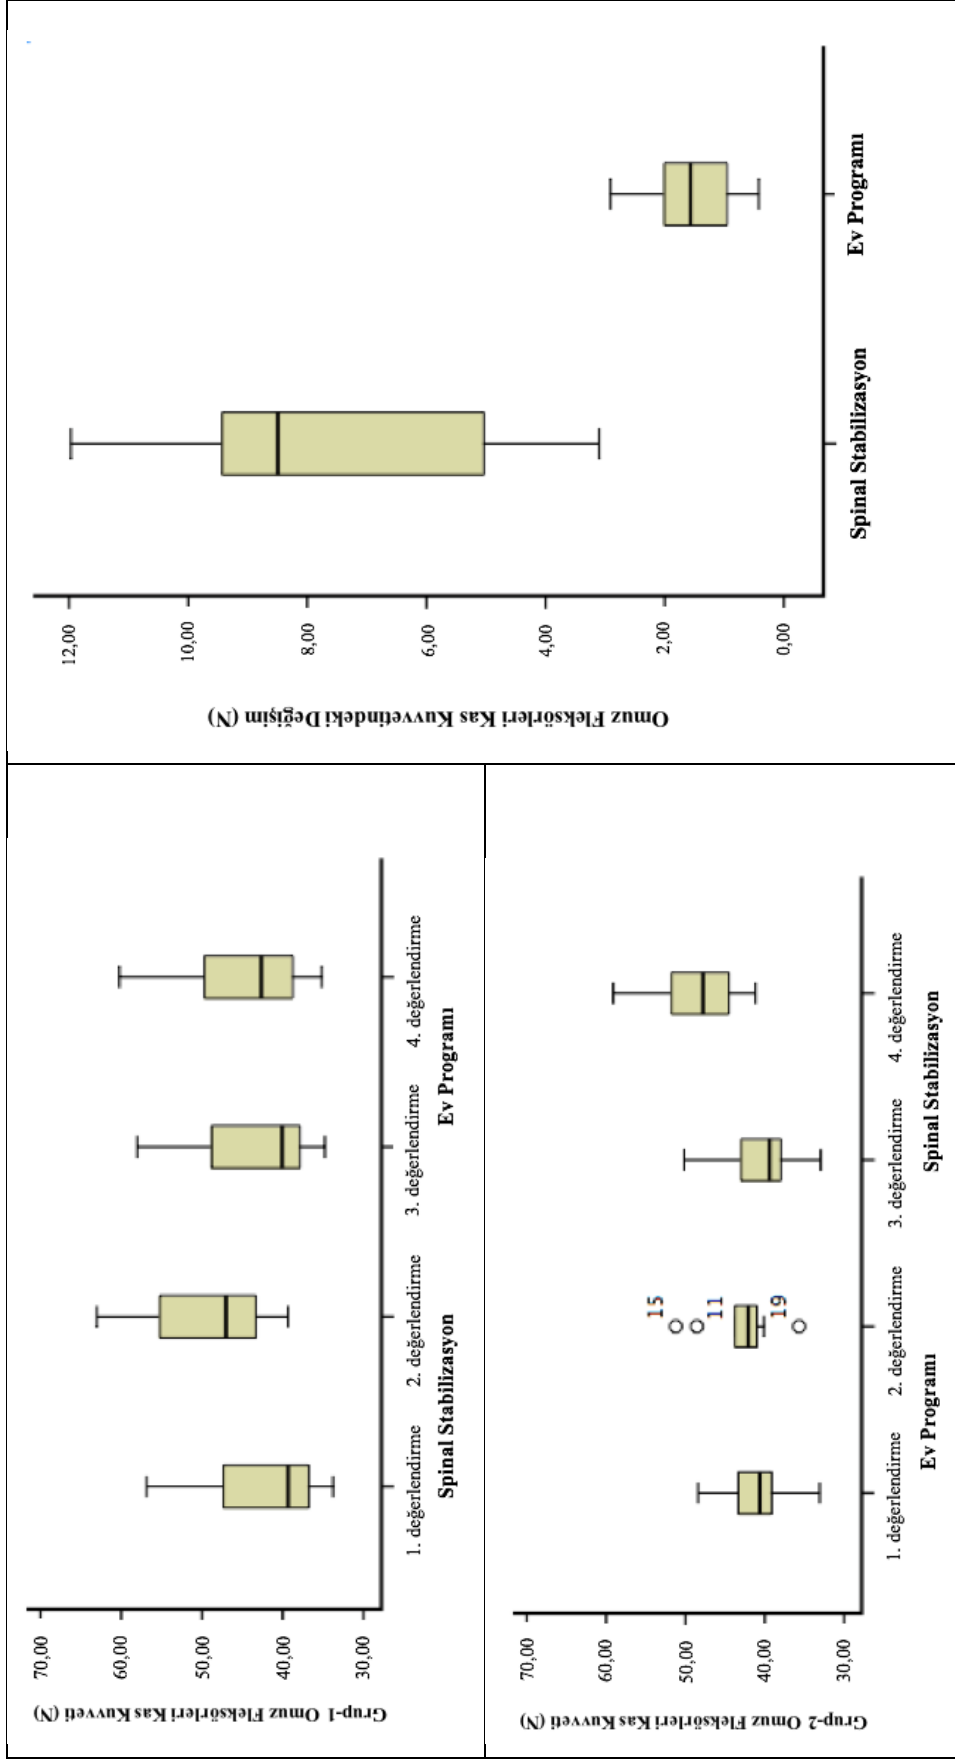 Omuz Fleksörleri Kas Kuvvetindeki Değişim (N)
12,00
10,00
8,00
6,00
4,00
2,00
0,00
Spinal Stabilizasyon
Ev Programı
Grup-1 Omuz Fleksörleri Kas Kuvveti (N)
70,00
60,00
50,00
40,00
30,00
1. değerlendirme
2. değerlendirme
3. değerlendirme
4. değerlendirme
Spinal Stabilizasyon
Ev Programı
Grup-2 Omuz Fleksörleri Kas Kuvveti (N)
70,00
60,00
50,00
40,00
30,00
15
11
19
1. değerlendirme
2. değerlendirme
3. değerlendirme
4. değerlendirme
Ev Programı
Spinal Stabilizasyon